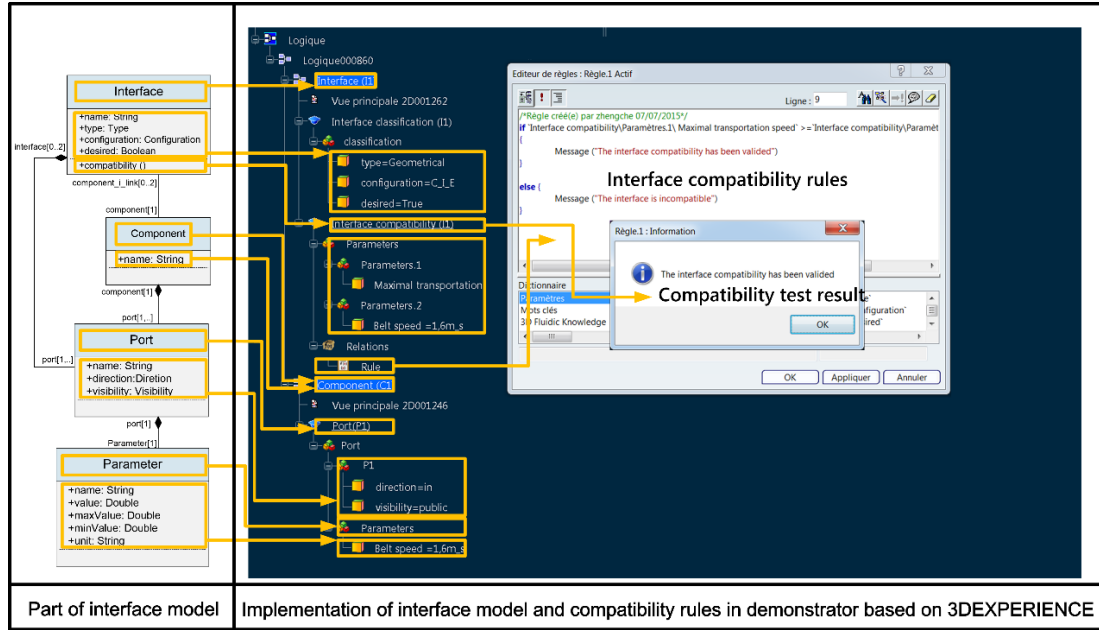 Interface
+name: String
+type: Type
+configuration: Configuration
+desired: Boolean
+compatibility ()
interface[0..2]
component_i_link[0..2]
component[1]
Component
+name: String
component[1]
port[1,..]
Port
+name: String
+direction:Diretion
+visibility: Visibility
port[1,..]
port[1]
Parameter[1]
Parameter
+name: String
+value: Double
+maxValue: Double
+minValue: Double
+unit: String
Logique
Logique000860
Interface (I1
Vue principale 2D001262
Interface classification (I1)
classification
type=Geometrical
configuration=C_I_E
desired=True
Interface compatibility (I1)
Parameters
Parameters.1
Maximal transportation
Parameters.2
Belt speed =1,6m_s
Relations
Rule
Component (C1
Vue principale 2D001246
Port(P1)
Port
P1
direction=in
visibility=public
Parameters
Belt speed =1,6m_s
Editeur de règles : Règle.1 Actif
Ligne : 9
/*Règle créé(e) par zhengche 07/07/2015*/
if `Interface compatibility\Paramètres.1\ Maximal transportation speed` >=`Interface compatibility\Paramét
{
Message ("The interface compatibility has been validated")
}
else {
Message ("The interface is incompatible")
}
Interface compatibility rules
Règle.1 : Information
The interface compatibility has been validated
OK
Compatibility test result
Dictionnaire
Paramètres
Mots clés
3D Fluidic Knowledge
figuration`
ired`
OK
Appliquer
Annuler
Part of interface model
Implementation of interface model and compatibility rules in demonstrator based on 3DEXPERIENCE